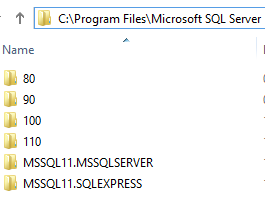 C:\Program Files\Microsoft SQL Server
Name
80
90
100
110
MSSQL11.MSSQLSERVER
MSSQL11.SQLEXPRESS